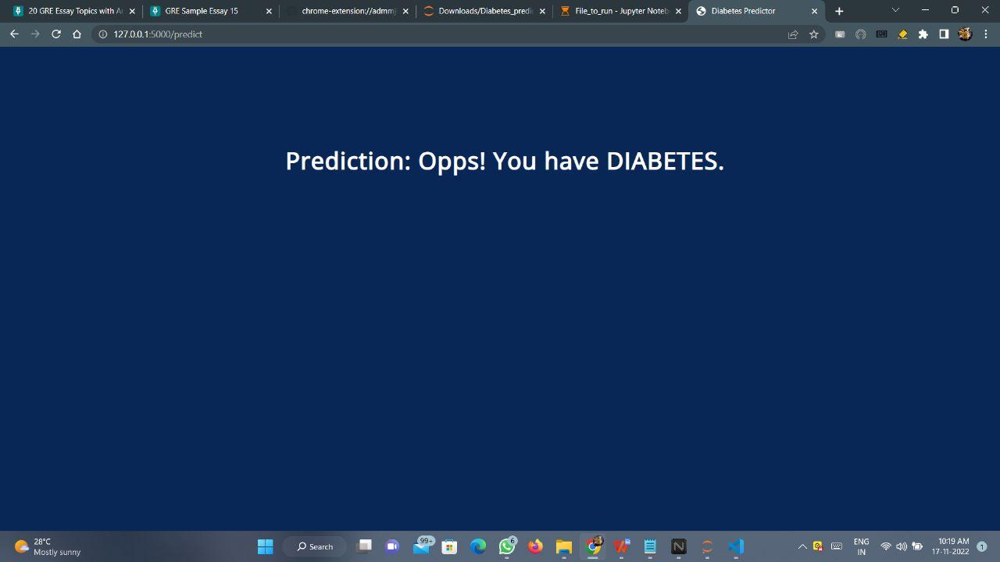 20 GRE Essay Topics with A
GRE Sample Essay 15
chrome-extension://admmj
Downloads/Diabetes_predic
File_to_run - Jupyter Noteb
Diabetes Predictor
127.0.0.1:5000/predict
Prediction: Opps! You have DIABETES.
28°C
Mostly sunny
Search
99+
6
ENG
IN
10:19 AM
17-11-2022
1